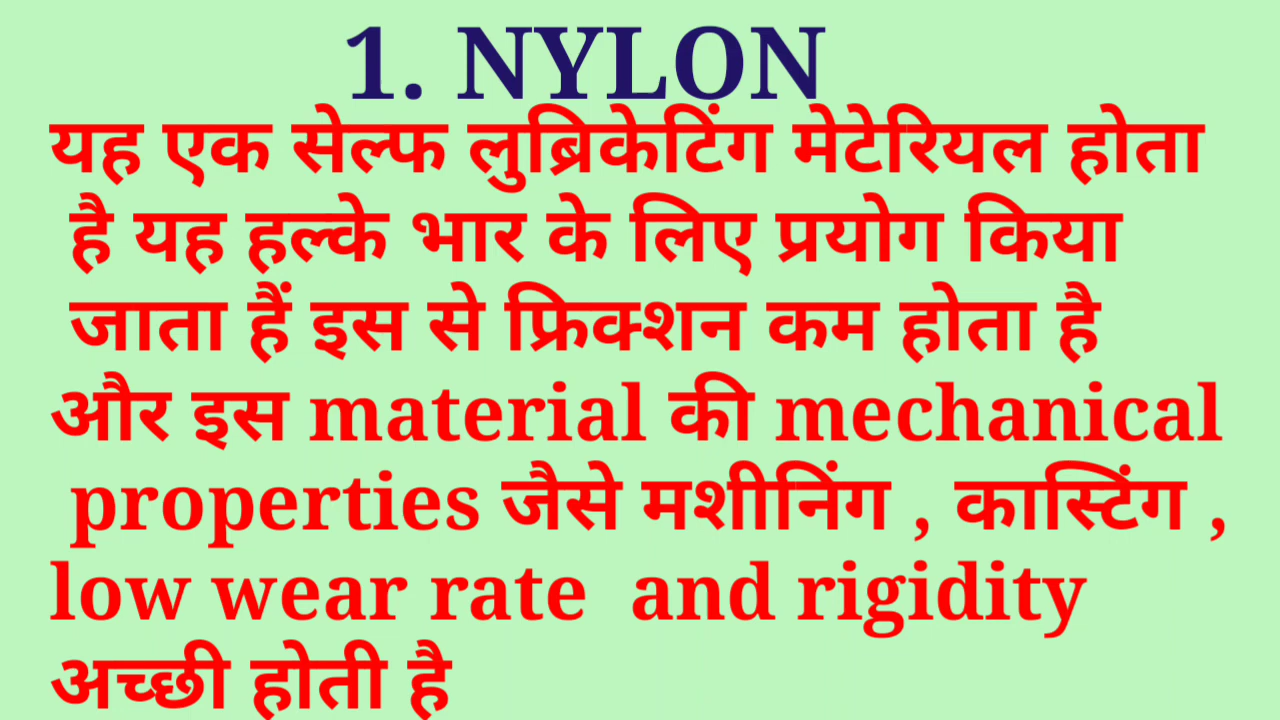 1. NYLON
यह एक सेल्फ लुब्रिकेटिंग मेटेरियल होता
है यह हल्के भार के लिए प्रयोग किया
जाता हैं इस से फ्रिक्शन कम होता है
और इस material की mechanical
properties जैसे मशीनिंग , कास्टिंग ,
low wear rate  and rigidity
अच्छी होती है